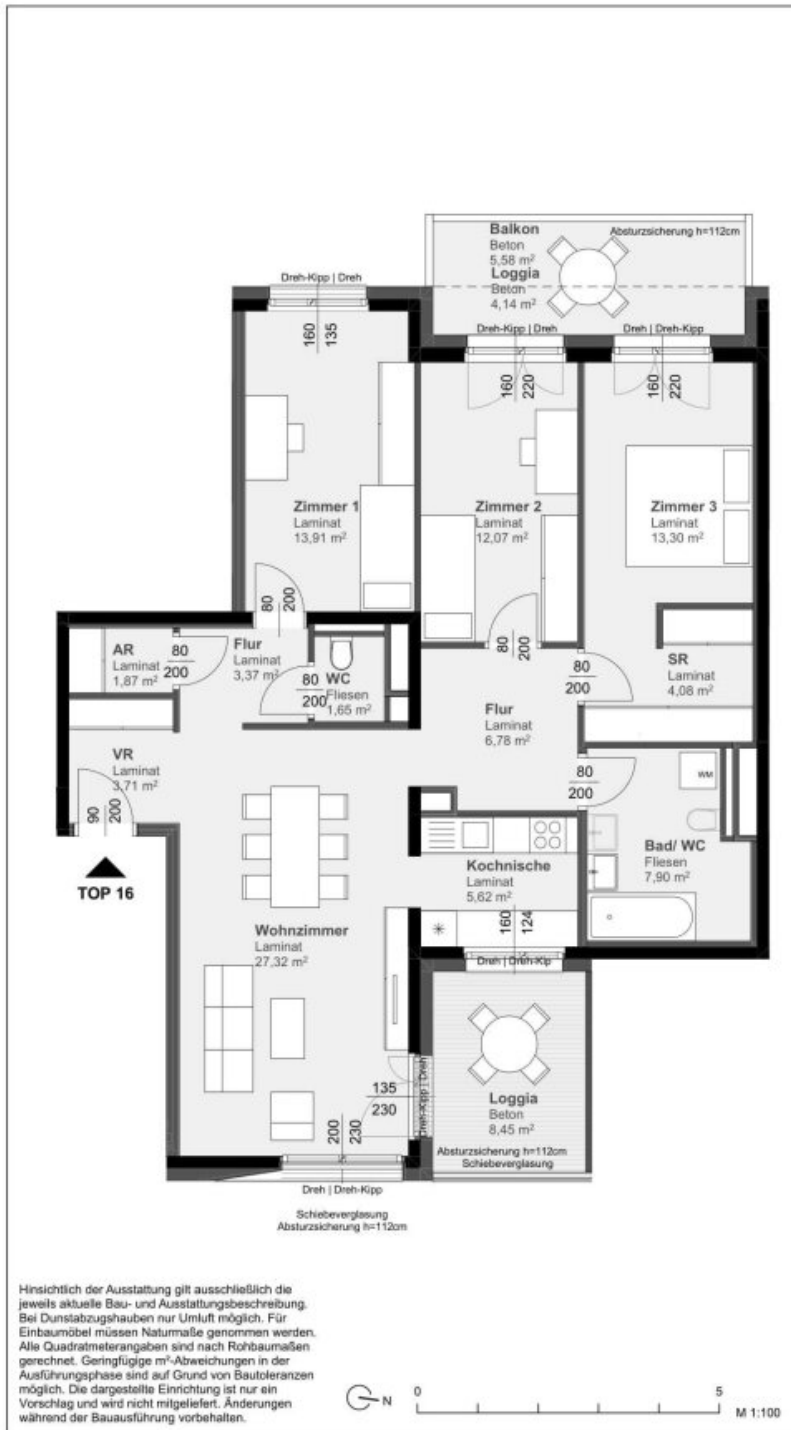 Balkon
Beton
5,58 m²
Absturzsicherung h=112cm
Loggia
Beton
4,14 m²
Dreh-Kipp | Dreh
160
135
Dreh-Kipp | Dreh
160
220
Dreh | Dreh-Kipp
160
220
Zimmer 1
Laminat
13,91 m²
Zimmer 2
Laminat
12,07 m²
Zimmer 3
Laminat
13,30 m²
80
200
AR
Laminat
1,87 m²
80
200
Flur
Laminat
3,37 m²
80
200
WC
Fliesen
1,65 m²
80
200
Flur
Laminat
6,78 m²
80
200
SR
Laminat
4,08 m²
VR
Laminat
3,71 m²
90
200
TOP 16
80
200
WM
Bad/ WC
Fliesen
7,90 m²
Kochnische
Laminat
5,62 m²
160
124
Dreh | Dreh-Kip
Wohnzimmer
Laminat
27,32 m²
135
230
Dreh-Kipp | Dreh
Loggia
Beton
8,45 m²
Absturzsicherung h=112cm
Schiebeverglasung
200
230
Dreh | Dreh-Kipp
Schiebeverglasung
Absturzsicherung h=112cm
Hinsichtlich der Ausstattung gilt ausschließlich die
jeweils aktuelle Bau- und Ausstattungsbeschreibung.
Bei Dunstabzugshauben nur Umluft möglich. Für
Einbaumöbel müssen Naturmaße genommen werden.
Alle Quadratmeterangaben sind nach Rohbaumaßen
gerechnet. Geringfügige m²-Abweichungen in der
Ausführungsphase sind auf Grund von Bautoleranzen
möglich. Die dargestellte Einrichtung ist nur ein
Vorschlag und wird nicht mitgeliefert. Änderungen
während der Bauausführung vorbehalten.
N
0
5
M 1:100